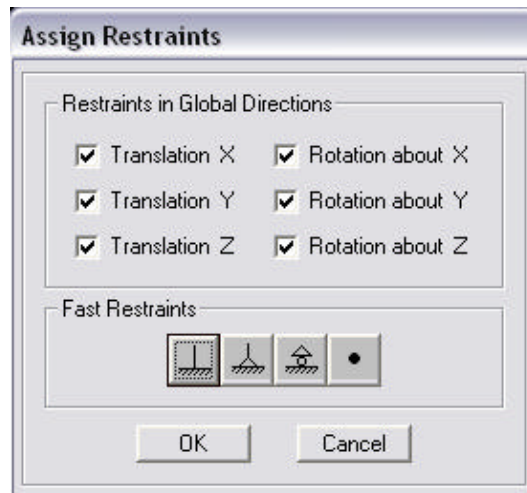 Assign Restraints
Restraints in Global Directions
Translation X Rotation about X
Translation Y Rotation about Y
Translation Z Rotation about Z
Fast Restraints
OK Cancel